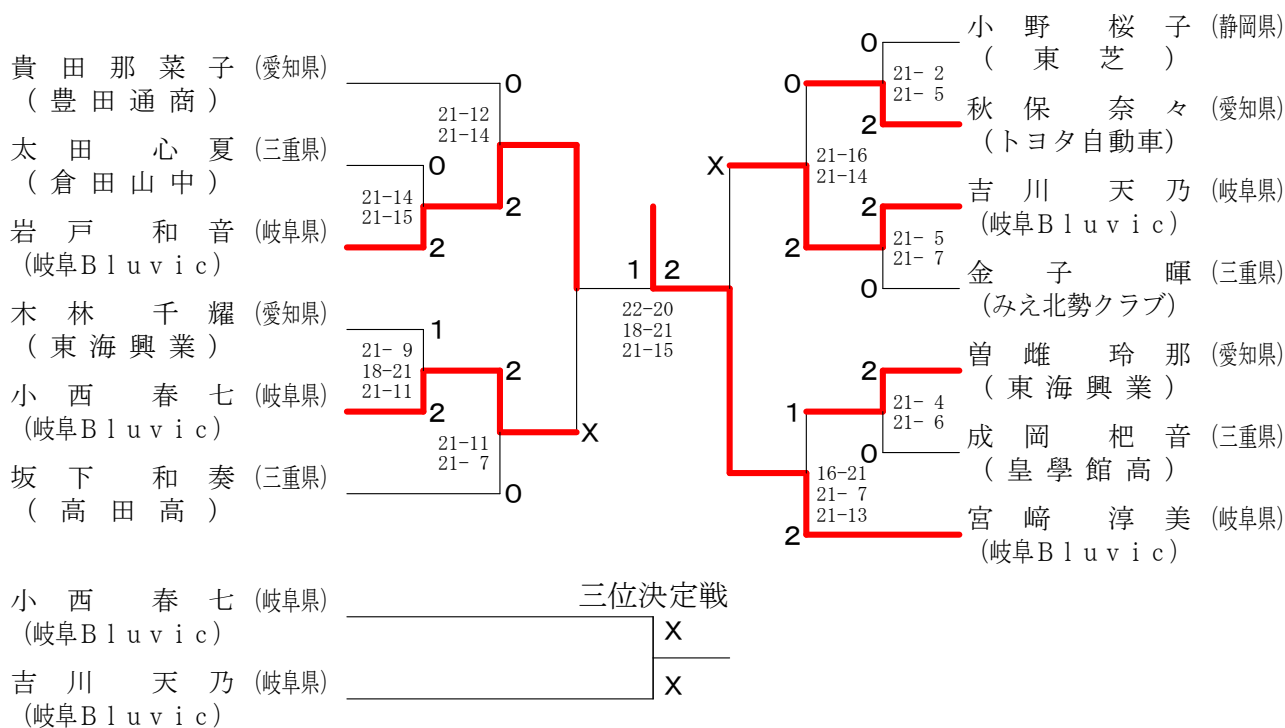 貴田那菜子 (愛知県)
(豊田通商)
太田 心夏 (三重県)
(倉田山中)
岩戸 和音 (岐阜県)
(岐阜Bluvic)
木林 千耀 (愛知県)
(東海興業)
小西 春七 (岐阜県)
(岐阜Bluvic)
坂下 和奏 (三重県)
(高田高)
0
21-12
21-14
0
21-14
21-15
2
2
1
21- 9
18-21
21-11
2
2
X
21-11
21- 7
0
1 2
22-20
18-21
21-15
小野 桜子 (静岡県)
(東芝)
秋保 奈々 (愛知県)
(トヨタ自動車)
吉川 天乃 (岐阜県)
(岐阜Bluvic)
金子 暉 (三重県)
(みえ北勢クラブ)
曽雌 玲那 (愛知県)
(東海興業)
成岡 杷音 (三重県)
(皇學館高)
宮﨑 淳美 (岐阜県)
(岐阜Bluvic)
0
21- 2
21- 5
0
2
21-16
21-14
X
2
21- 5
21- 7
2
0
2
21- 4
21- 6
1
0
16-21
21- 7
21-13
2
三位決定戦
小西 春七 (岐阜県)
(岐阜Bluvic)
X
吉川 天乃 (岐阜県)
(岐阜Bluvic)
X